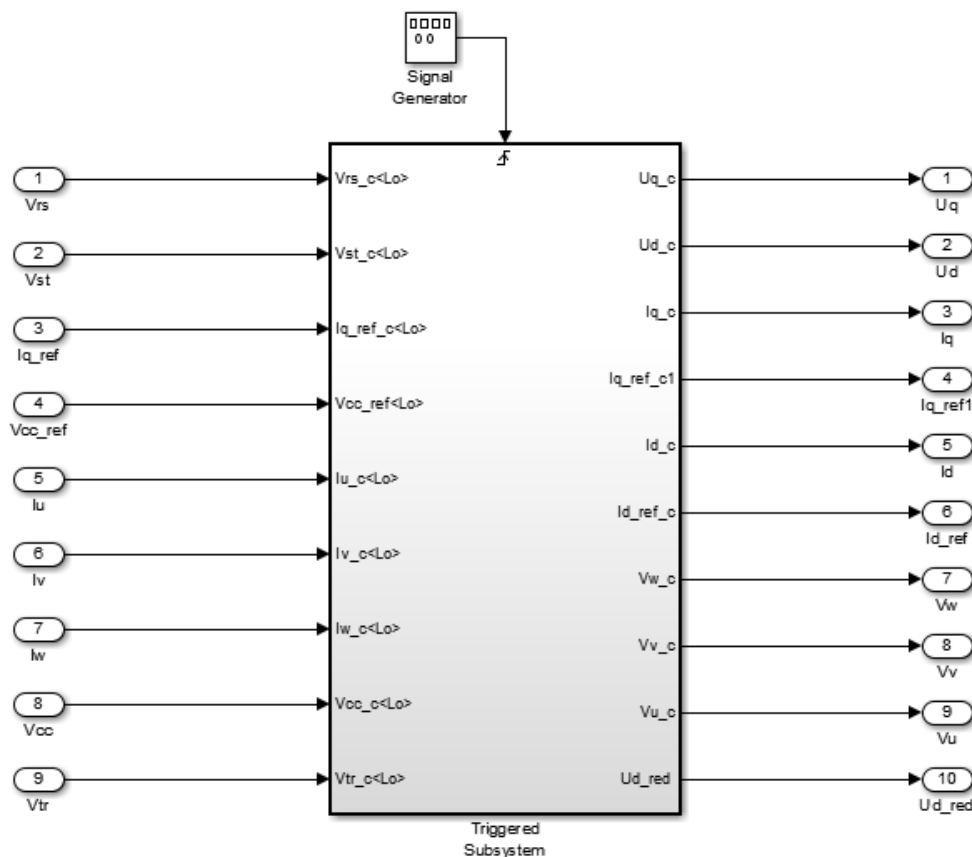 Signal
Generator
1
Vrs
2
Vst
3
Iq_ref
4
Vcc_ref
5
Iu
6
Iv
7
Iw
8
Vcc
9
Vtr
Vrs_c<Lo>
Vst_c<Lo>
Iq_ref_c<Lo>
Vcc_ref<Lo>
Iu_c<Lo>
Iv_c<Lo>
Iw_c<Lo>
Vcc_c<Lo>
Vtr_c<Lo>
Uq_c
Ud_c
Iq_c
Iq_ref_c1
Id_c
Id_ref_c
Vw_c
Vv_c
Vu_c
Ud_red
Triggered
Subsystem
1
Uq
2
Ud
3
Iq
4
Iq_ref1
5
Id
6
Id_ref
7
Vw
8
Vv
9
Vu
10
Ud_red